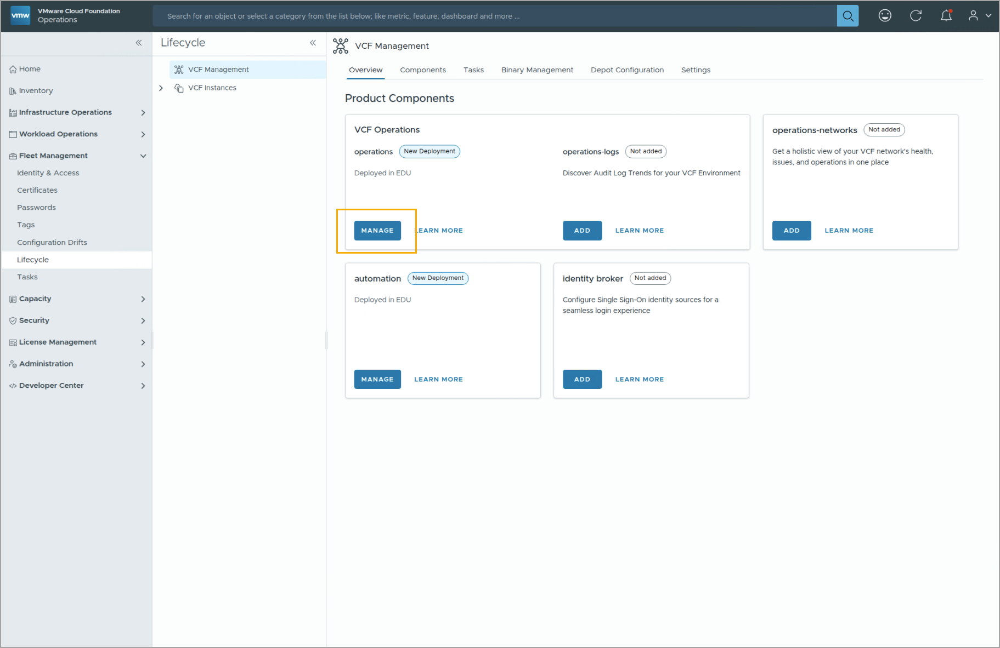 vmw
VMware Cloud Foundation
Operations
Search for an object or select a category from the list below; like metric, feature, dashboard and more ...
Home
Inventory
Infrastructure Operations
Workload Operations
Fleet Management
Identity & Access
Certificates
Passwords
Tags
Configuration Drifts
Lifecycle
Tasks
Capacity
Security
License Management
Administration
Developer Center
Lifecycle
VCF Management
VCF Instances
VCF Management
Overview Components Tasks Binary Management Depot Configuration Settings
Product Components
VCF Operations
operations New Deployment
Deployed in EDU
MANAGE LEARN MORE
operations-logs Not added
Discover Audit Log Trends for your VCF Environment
ADD LEARN MORE
operations-networks Not added
Get a holistic view of your VCF network's health,
issues, and operations in one place
ADD LEARN MORE
automation New Deployment
Deployed in EDU
MANAGE LEARN MORE
identity broker Not added
Configure Single Sign-On identity sources for a
seamless login experience
ADD LEARN MORE